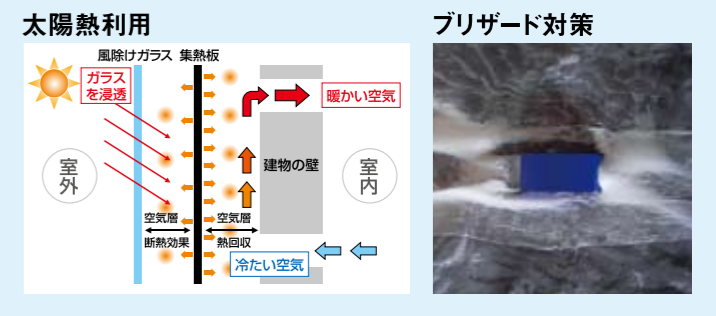 太陽熱利用
ブリザード対策
風除けガラス 集熱板
ガラス
を浸透
暖かい空気
室外
建物の壁
室内
空気層
空気層
断熱効果
熱回収
冷たい空気